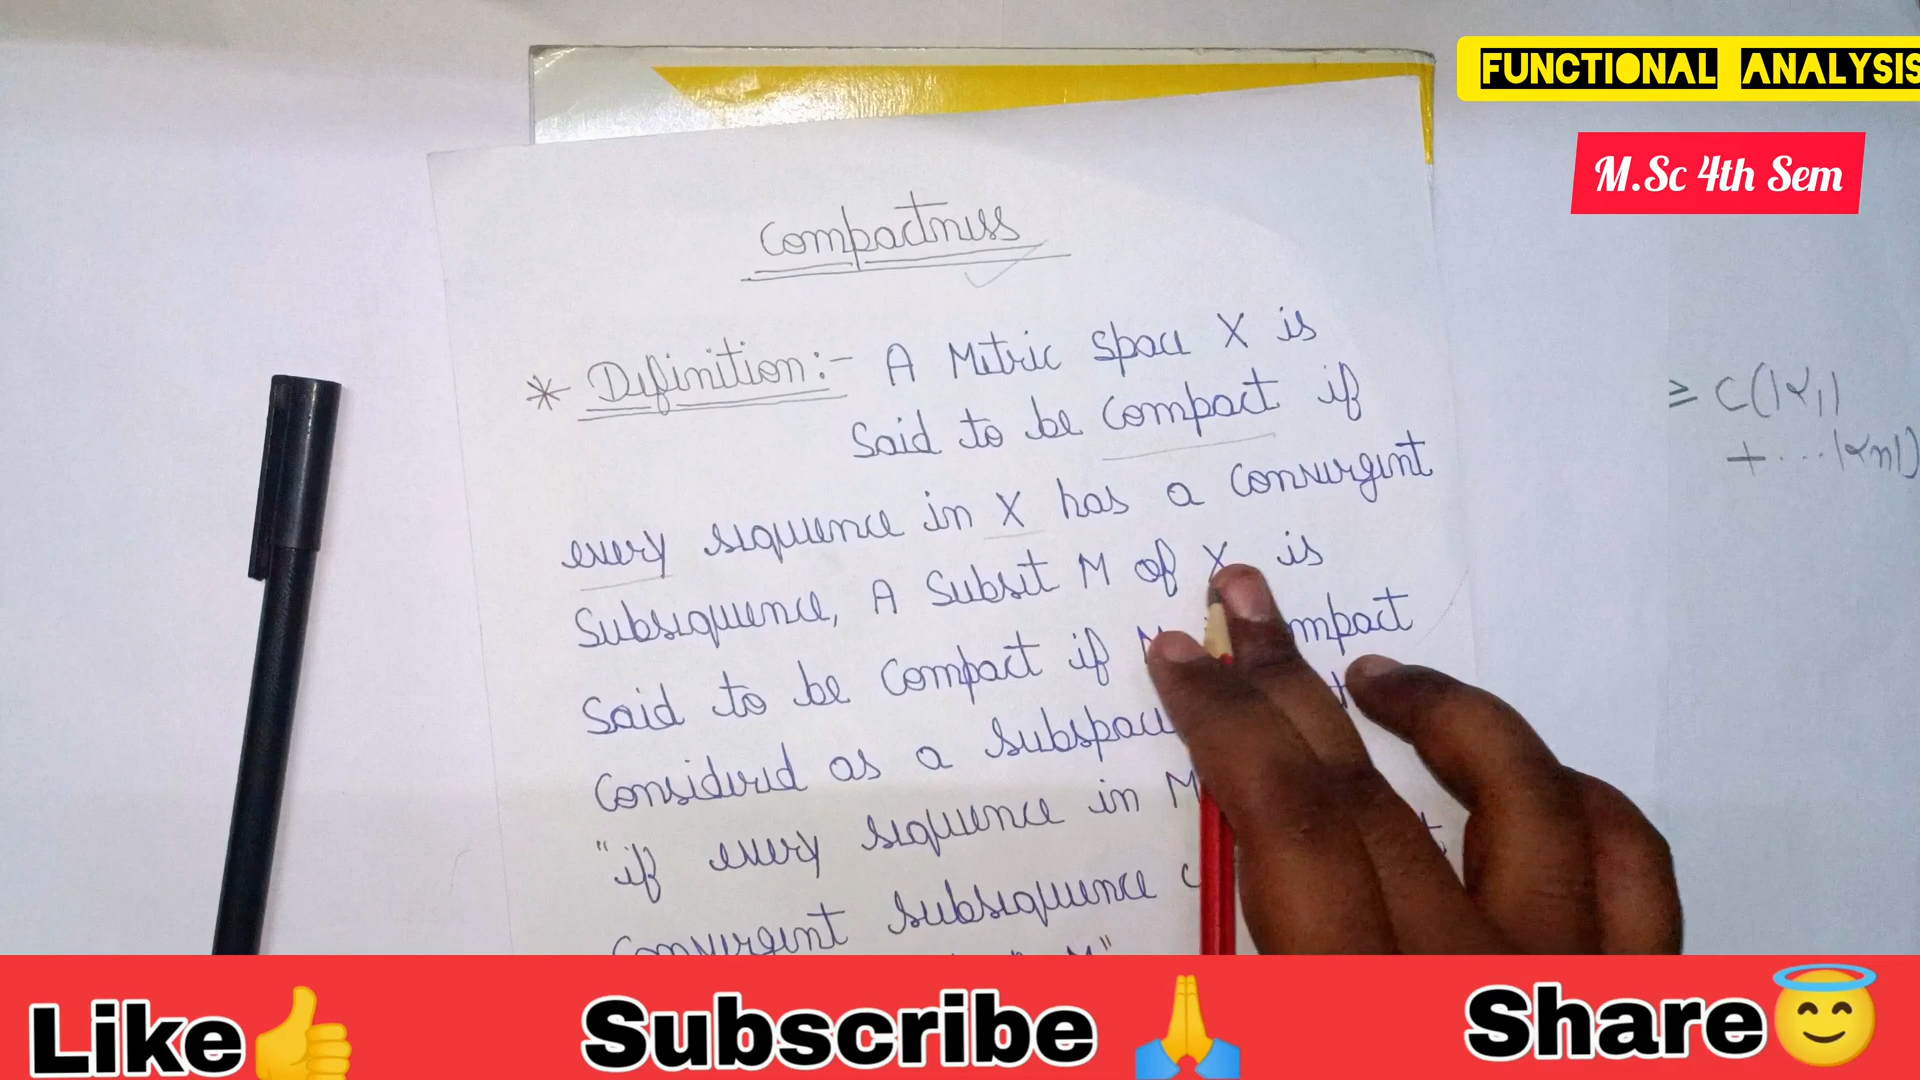 FUNCTIONAL ANALYSIS
M.Sc 4th Sem
Compactness
* Definition:- A Metric space X is
Said to be compact if
every sequence in X has a convergent
Subsequence, A Subset M of X is
Said to be Compact if
Considered as a subspace
"if every sequence in M
Convergent subsequence
M"
≥ C(|α1|
+ ... |αn|)
Like👍
Subscribe 🙏
Share😇